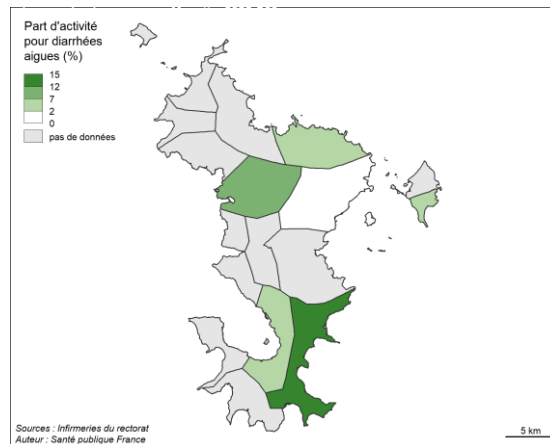 Part d'activité
pour diarrhées
aigues (%)
15
12
7
2
0
pas de données
Sources : Infirmeries du rectorat
Auteur : Santé publique France
5 km